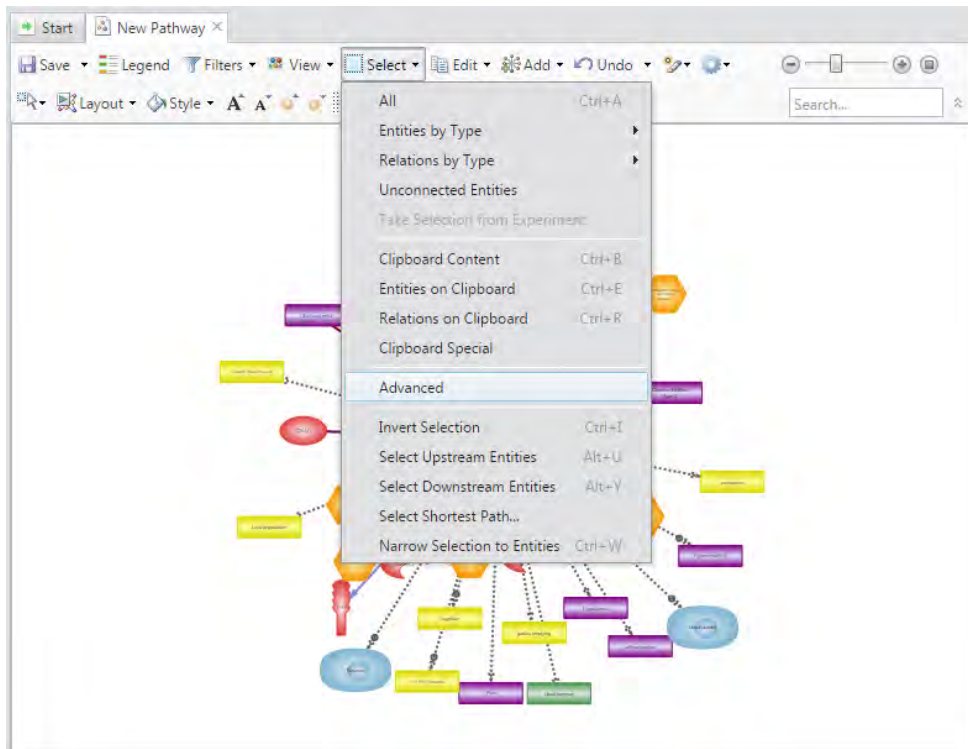 Start New Pathway
Save Legend Filters View Select Edit Add Undo
Layout Style A A Search...
All Ctrl+A
Entities by Type
Relations by Type
Unconnected Entities
Take Selection from Experiment
Clipboard Content Ctrl+B
Entities on Clipboard Ctrl+E
Relations on Clipboard Ctrl+R
Clipboard Special
Advanced
Invert Selection Ctrl+I
Select Upstream Entities Alt+U
Select Downstream Entities Alt+Y
Select Shortest Path...
Narrow Selection to Entities Ctrl+W